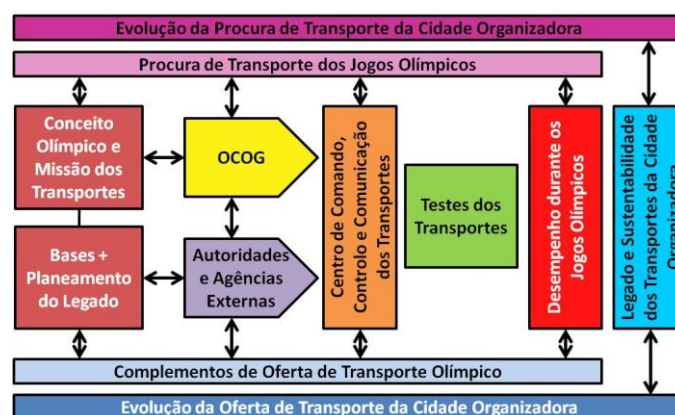 Evolução da Procura de Transporte da Cidade Organizadora
Procura de Transporte dos Jogos Olímpicos
Conceito
Olímpico e
Missão dos
Transportes
OCOG
Bases +
Planeamento
do Legado
Autoridades
e Agências
Externas
Centro de Comando,
Controlo e Comunicação
dos Transportes
Testes dos
Transportes
Desempenho durante os
Jogos Olímpicos
Legado e Sustentabilidade
dos Transportes da Cidade
Organizadora
Complementos de Oferta de Transporte Olímpico
Evolução da Oferta de Transporte da Cidade Organizadora